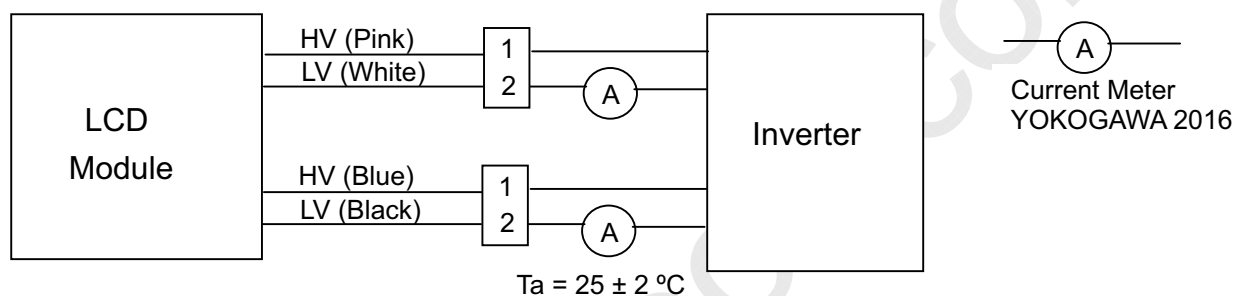 LCD
Module
HV (Pink)
LV (White)
1
2
A
HV (Blue)
LV (Black)
1
2
A
Inverter
A
Current Meter
YOKOGAWA 2016
Ta = 25 ± 2 ºC